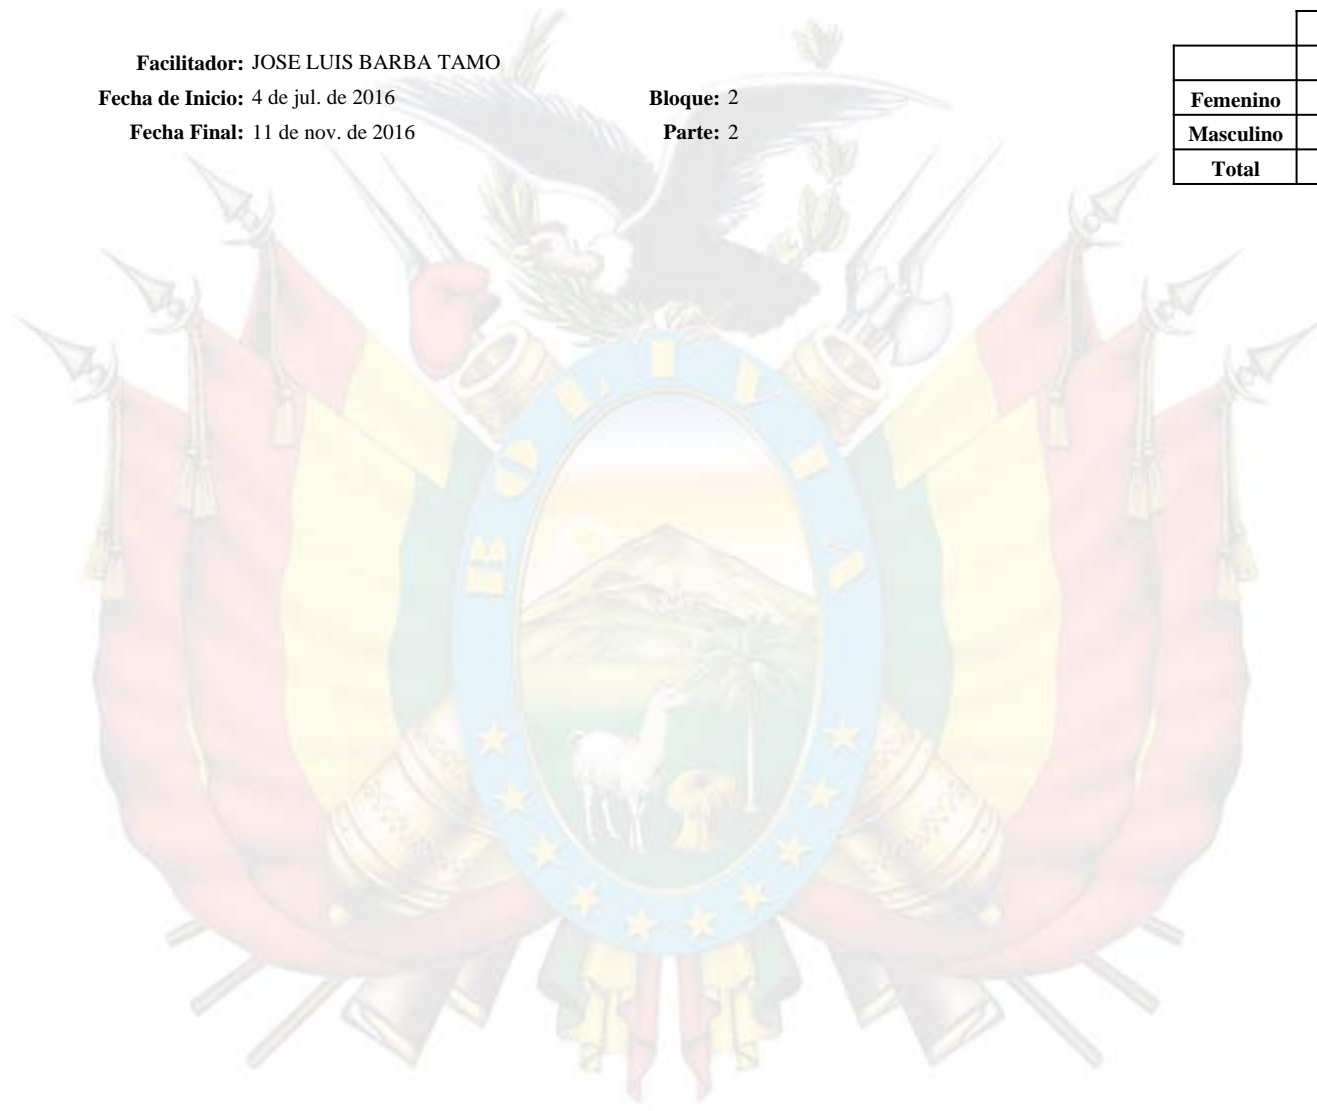 Facilitador: JOSE LUIS BARBA TAMO
Fecha de Inicio: 4 de jul. de 2016 Bloque: 2
Fecha Final: 11 de nov. de 2016 Parte: 2
Femenino
Masculino
Total
BOLIVIA